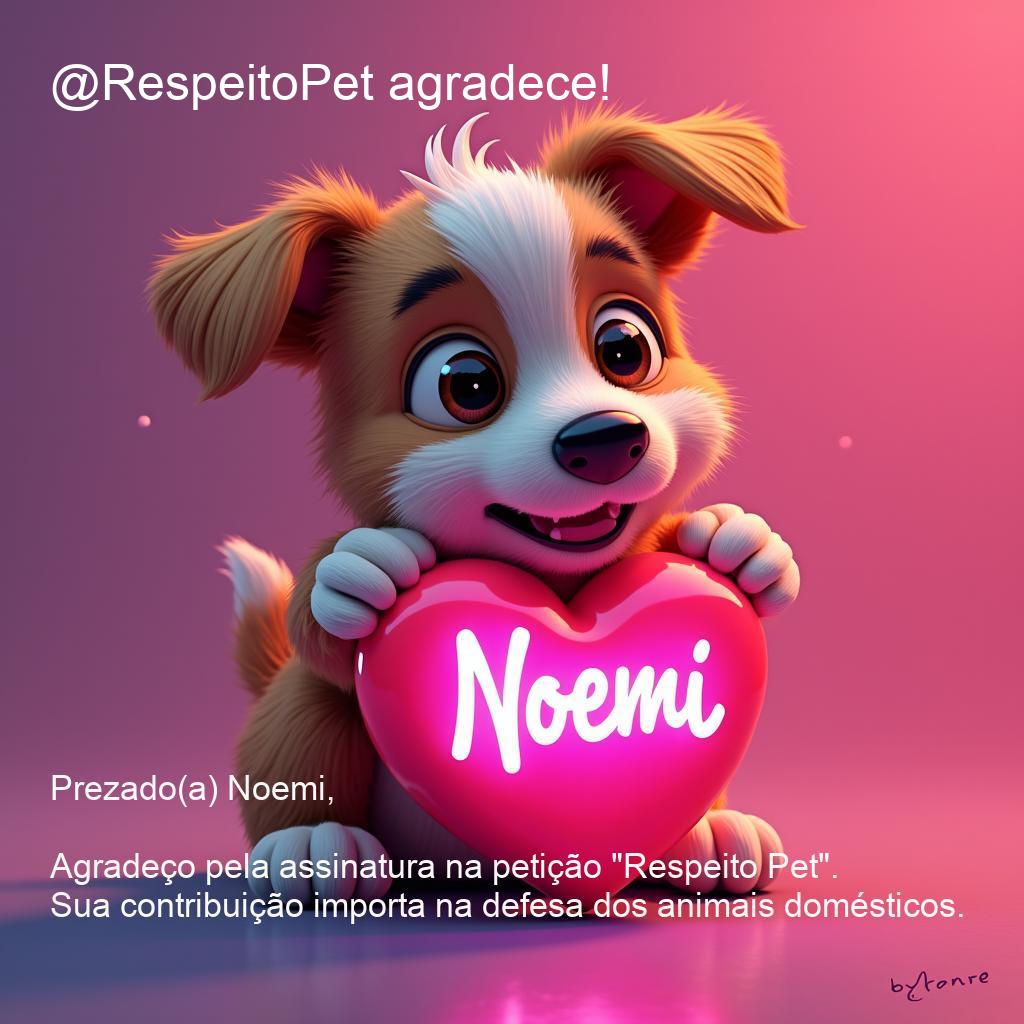 @RespeitoPet agradece!
Noemi
Prezado(a) Noemi,
Agradeço pela assinatura na petição "Respeito Pet".
Sua contribuição importa na defesa dos animais domésticos.